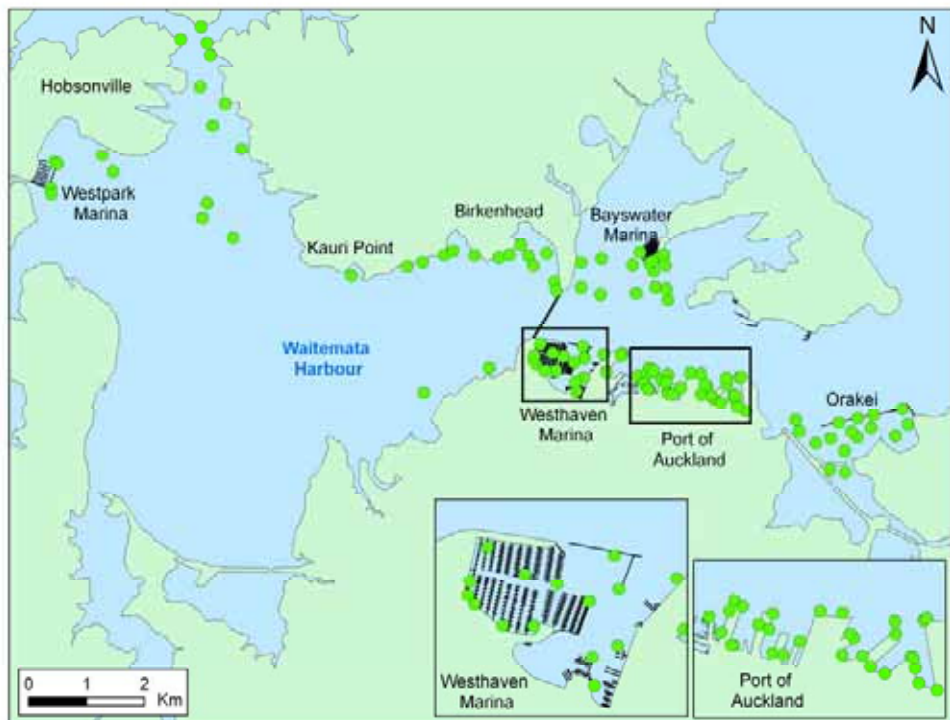 N
Hobsonville
Westpark
Marina
Birkenhead
Bayswater
Marina
Kauri Point
Waitemata
Harbour
Westhaven
Marina
Port of
Auckland
Orakei
Westhaven
Marina
Port of
Auckland
0 1 2
Km